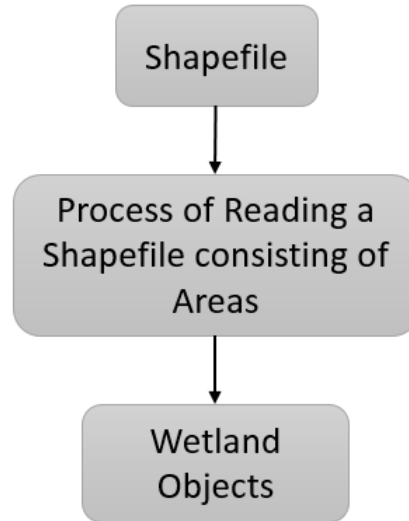 Shapefile
Process of Reading a
Shapefile consisting of
Areas
Wetland
Objects